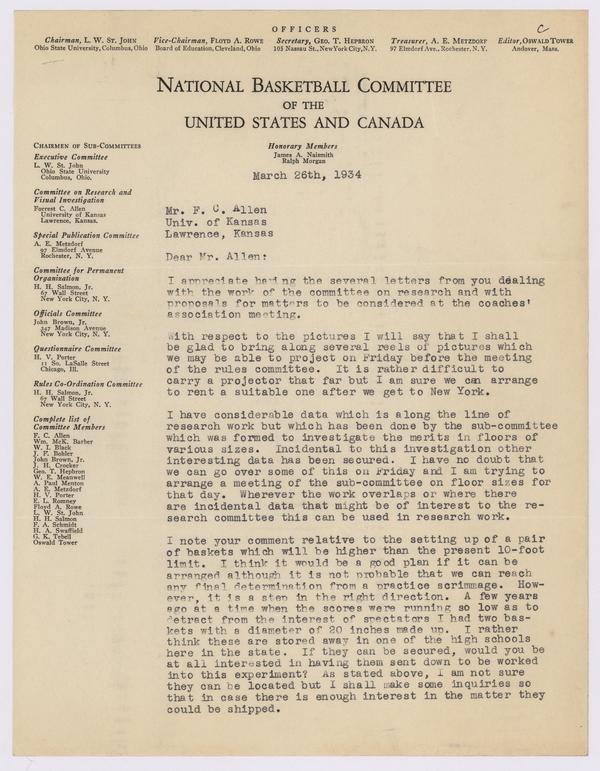 OFFICERS
C
Chairman, L. W. ST. JOHN
Ohio State University, Columbus, Ohio
Vice-Chairman, FLOYD A. ROWE
Board of Education, Cleveland, Ohio
Secretary, GEO. T. HEPBRON
105 Nassau St., New York City, N.Y.
Treasurer, A. E. METZDORF
97 Elmdorf Ave., Rochester, N. Y.
Editor, OSWALD TOWER
Andover, Mass.
NATIONAL BASKETBALL COMMITTEE
OF THE
UNITED STATES AND CANADA
CHAIRMEN OF SUB-COMMITTEES
Executive Committee
L. W. St. John
Ohio State University
Columbus, Ohio.
Committee on Research and
Visual Investigation
Forrest C. Allen
University of Kansas
Lawrence, Kansas.
Special Publication Committee
A. E. Metzdorf
97 Elmdorf Avenue
Rochester, N. Y.
Committee for Permanent
Organization
H. H. Salmon, Jr.
67 Wall Street
New York City, N. Y.
Officials Committee
John Brown, Jr.
347 Madison Avenue
New York City, N. Y.
Questionnaire Committee
H. V. Porter
11 So. LaSalle Street
Chicago, Ill.
Rules Co-Ordination Committee
H. H. Salmon, Jr.
67 Wall Street
New York City, N. Y.
Complete list of
Committee Members
F. C. Allen
Wm. McK. Barber
W. I. Black
J. F. Bohler
John Brown, Jr.
J. H. Crocker
Geo. T. Hepbron
W. E. Meanwell
A. Paul Menton
A. E. Metzdorf
H. V. Porter
E. L. Romney
Floyd A. Rowe
L. W. St. John
H. H. Salmon
F. A. Schmidt
H. A. Swaffield
G. K. Tebell
Oswald Tower
Honorary Members
James A. Naismith
Ralph Morgan
March 26th, 1934
Mr. F. C. Allen
Univ. of Kansas
Lawrence, Kansas
Dear Mr. Allen:
I appreciate having the several letters from you dealing
with the work of the committee on research and with
proposals for matters to be considered at the coaches'
association meeting.
With respect to the pictures I will say that I shall
be glad to bring along several reels of pictures which
we may be able to project on Friday before the meeting
of the rules committee. It is rather difficult to
carry a projector that far but I am sure we can arrange
to rent a suitable one after we get to New York.
I have considerable data which is along the line of
research work but which has been done by the sub-committee
which was formed to investigate the merits in floors of
various sizes. Incidental to this investigation other
interesting data has been secured. I have no doubt that
we can go over some of this on Friday and I am trying to
arrange a meeting of the sub-committee on floor sizes for
that day. Wherever the work overlaps or where there
are incidental data that might be of interest to the re-
search committee this can be used in research work.
I note your comment relative to the setting up of a pair
of baskets which will be higher than the present 10-foot
limit. I think it would be a good plan if it can be
arranged although it is not probable that we can reach
any final determination from a practice scrimmage. How-
ever, it is a step in the right direction. A few years
ago at a time when the scores were running so low as to
detract from the interest of spectators I had two bas-
kets with a diameter of 20 inches made up. I rather
think these are stored away in one of the high schools
here in the state. If they can be secured, would you be
at all interested in having them sent down to be worked
into this experiment? As stated above, I am not sure
they can be located but I shall make some inquiries so
that in case there is enough interest in the matter they
could be shipped.